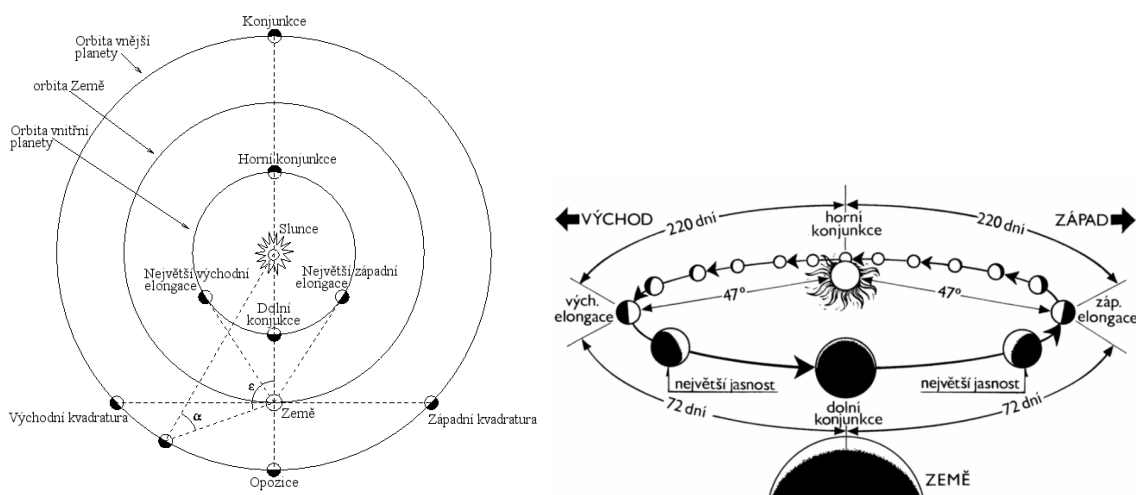 Konjunkce
Orbita vnější
planety
orbita Země
Orbita vnitřní
planety
Horní konjunkce
Slunce
Největší východní
elongace
Největší západní
elongace
Dolní
konjukce
ε
α
Východní kvadratura
Země
Západní kvadratura
Opozice
VÝCHOD
ZÁPAD
220 dní
220 dní
horní
konjunkce
47°
47°
vých.
elongace
záp.
elongace
největší jasnost
největší jasnost
72 dní
72 dní
dolní
konjunkce
ZEMĚ